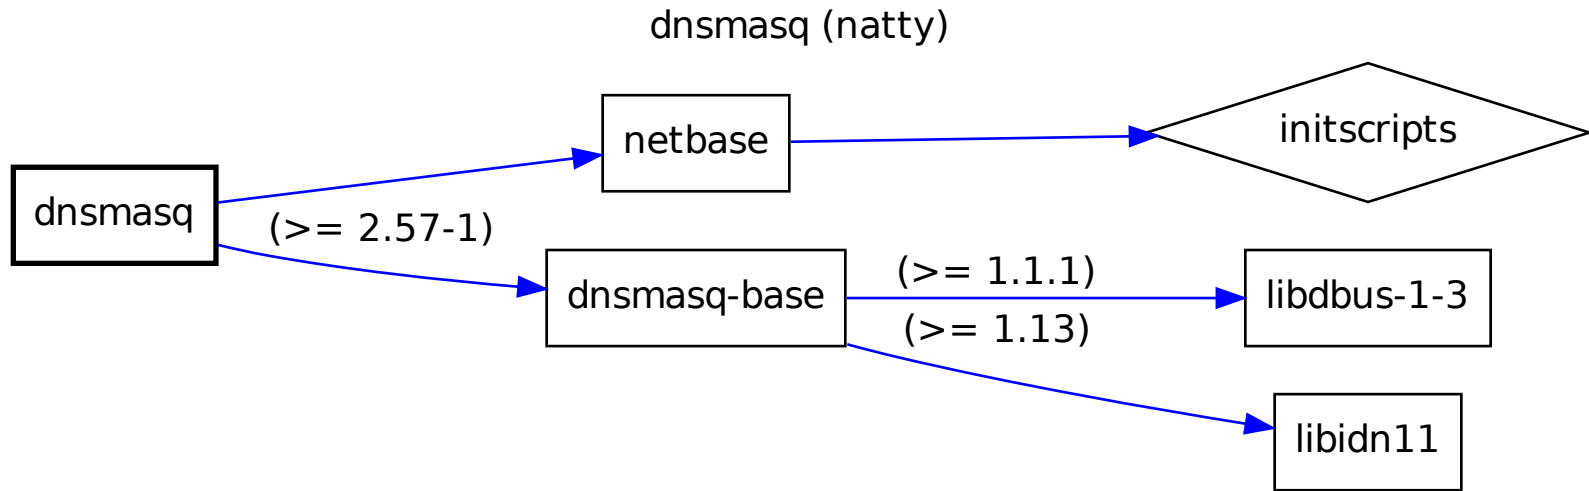 dnsmasq (natty)
netbase
initscripts
dnsmasq
(>= 2.57-1)
dnsmasq-base
(>= 1.1.1)
libdbus-1-3
(>= 1.13)
libidn11